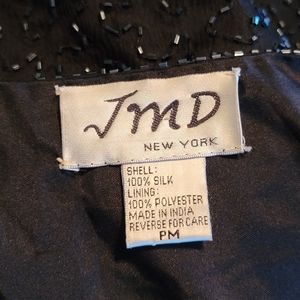 JMD
NEW YORK
SHELL:
100% SILK
LINING:
100% POLYESTER
MADE IN INDIA
REVERSE FOR CARE
PM